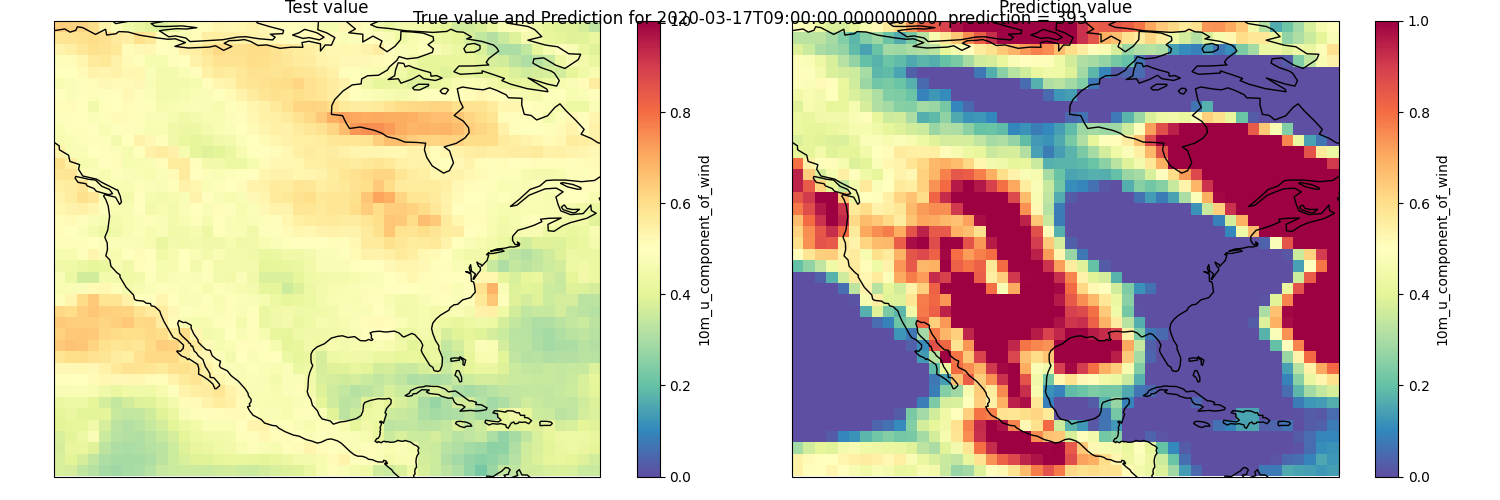 Test value
Prediction value
True value and Prediction for 2020-03-17T09:00:00.000000000, prediction = 393
1.0
0.8
0.6
0.4
0.2
0.0
10m_u_component_of_wind
1.0
0.8
0.6
0.4
0.2
0.0
10m_u_component_of_wind